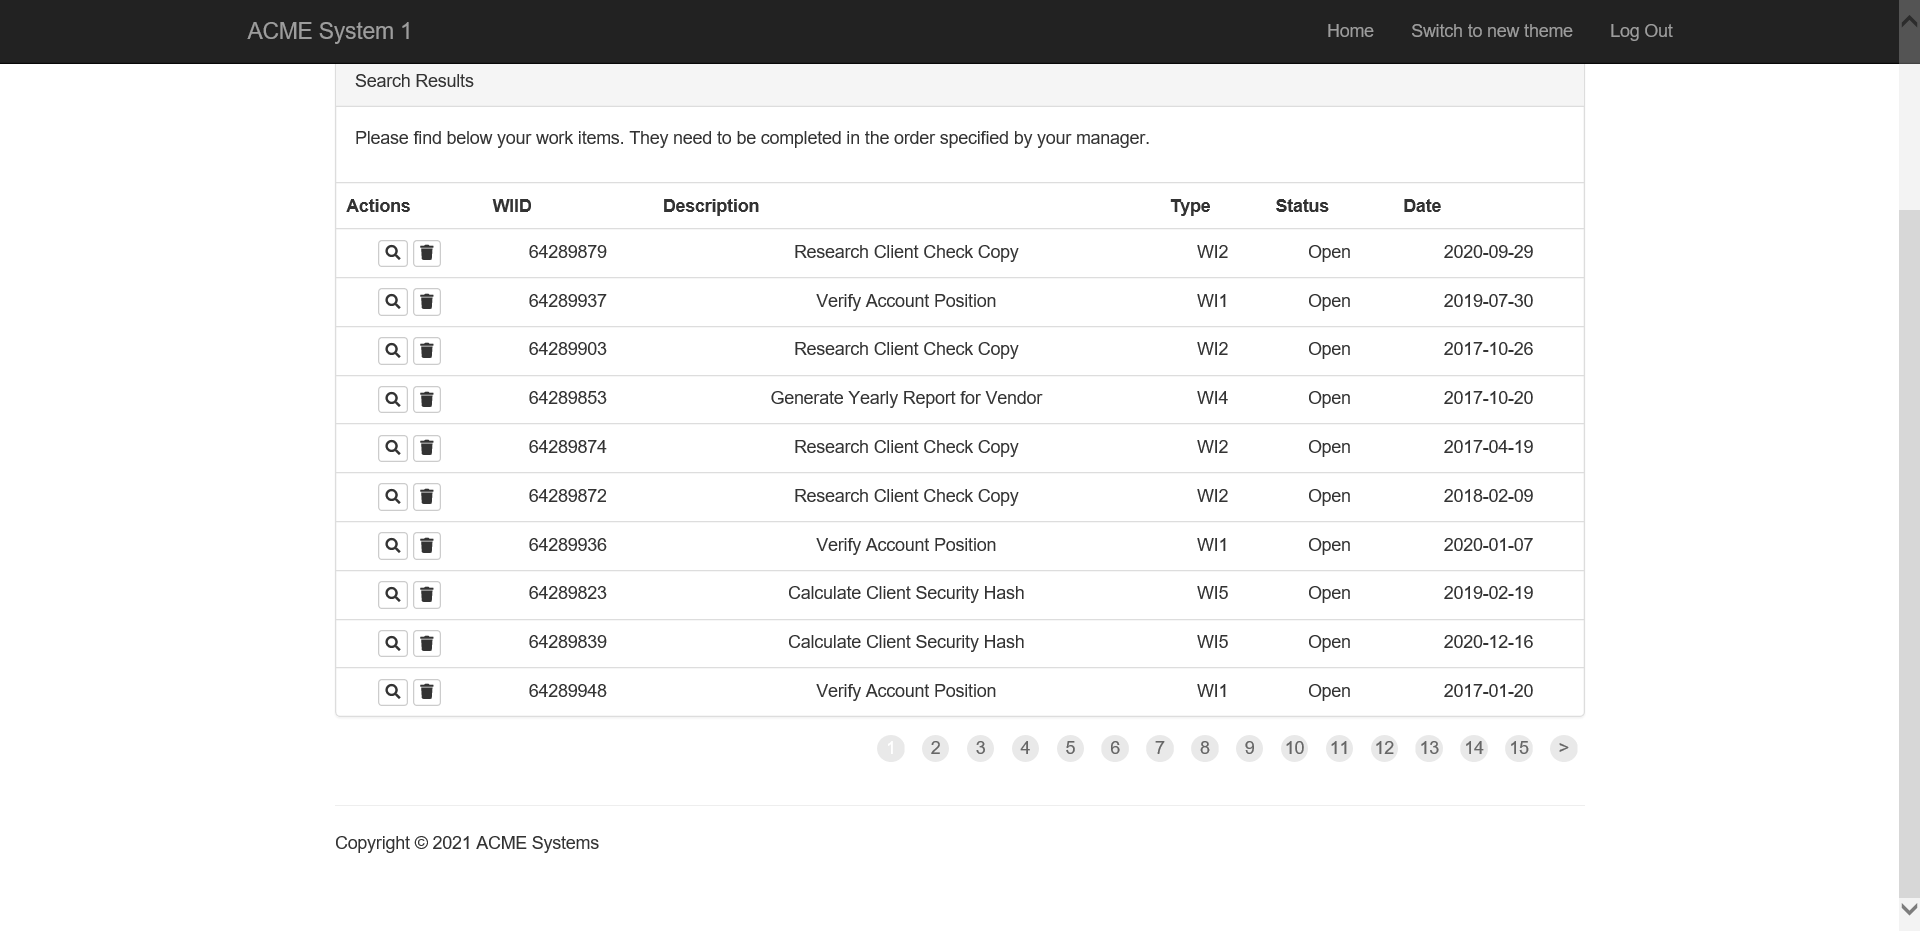 ACME System 1 Home Switch to new theme Log Out
Search Results
Please find below your work items. They need to be completed in the order specified by your manager.
Actions WIID Description Type Status Date
64289879 Research Client Check Copy WI2 Open 2020-09-29
64289937 Verify Account Position WI1 Open 2019-07-30
64289903 Research Client Check Copy WI2 Open 2017-10-26
64289853 Generate Yearly Report for Vendor WI4 Open 2017-10-20
64289874 Research Client Check Copy WI2 Open 2017-04-19
64289872 Research Client Check Copy WI2 Open 2018-02-09
64289936 Verify Account Position WI1 Open 2020-01-07
64289823 Calculate Client Security Hash WI5 Open 2019-02-19
64289839 Calculate Client Security Hash WI5 Open 2020-12-16
64289948 Verify Account Position WI1 Open 2017-01-20
1 2 3 4 5 6 7 8 9 10 11 12 13 14 15 >
Copyright © 2021 ACME Systems